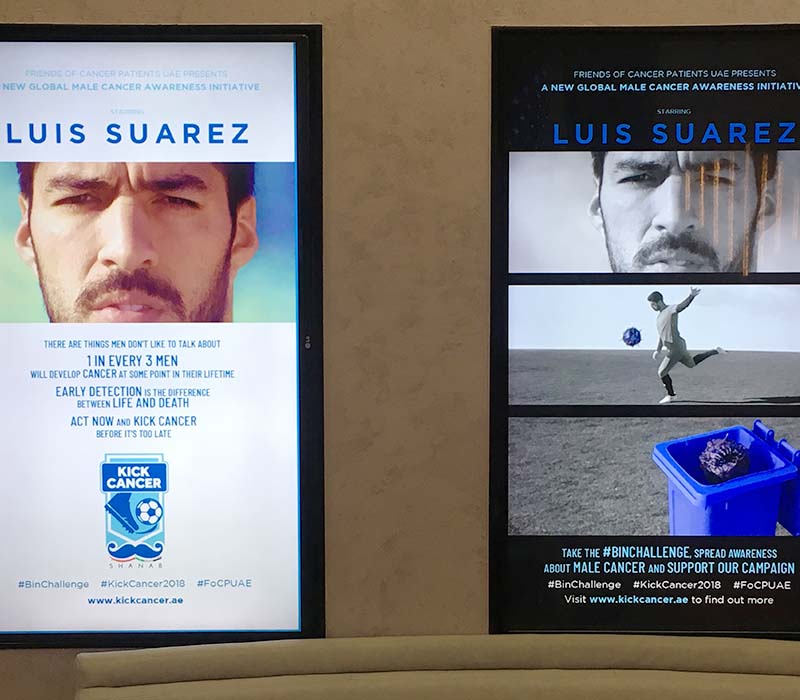 FRIENDS OF CANCER PATIENTS UAE PRESENTS
NEW GLOBAL MALE CANCER AWARENESS INITIATIVE
STARRING
LUIS SUAREZ
THERE ARE THINGS MEN DON'T LIKE TO TALK ABOUT
1 IN EVERY 3 MEN
WILL DEVELOP CANCER AT SOME POINT IN THEIR LIFETIME
EARLY DETECTION IS THE DIFFERENCE
BETWEEN LIFE AND DEATH
ACT NOW AND KICK CANCER
BEFORE IT'S TOO LATE
KICK
CANCER
SHANAB
#BinChallenge #KickCancer2018 #FoCPUAE
www.kickcancer.ae
FRIENDS OF CANCER PATIENTS UAE PRESENTS
A NEW GLOBAL MALE CANCER AWARENESS INITIATIV
STARRING
LUIS SUAREZ
TAKE THE #BINCHALLENGE, SPREAD AWARENESS
ABOUT MALE CANCER AND SUPPORT OUR CAMPAIGN
#BinChallenge #KickCancer2018 #FoCPUAE
Visit www.kickcancer.ae to find out more